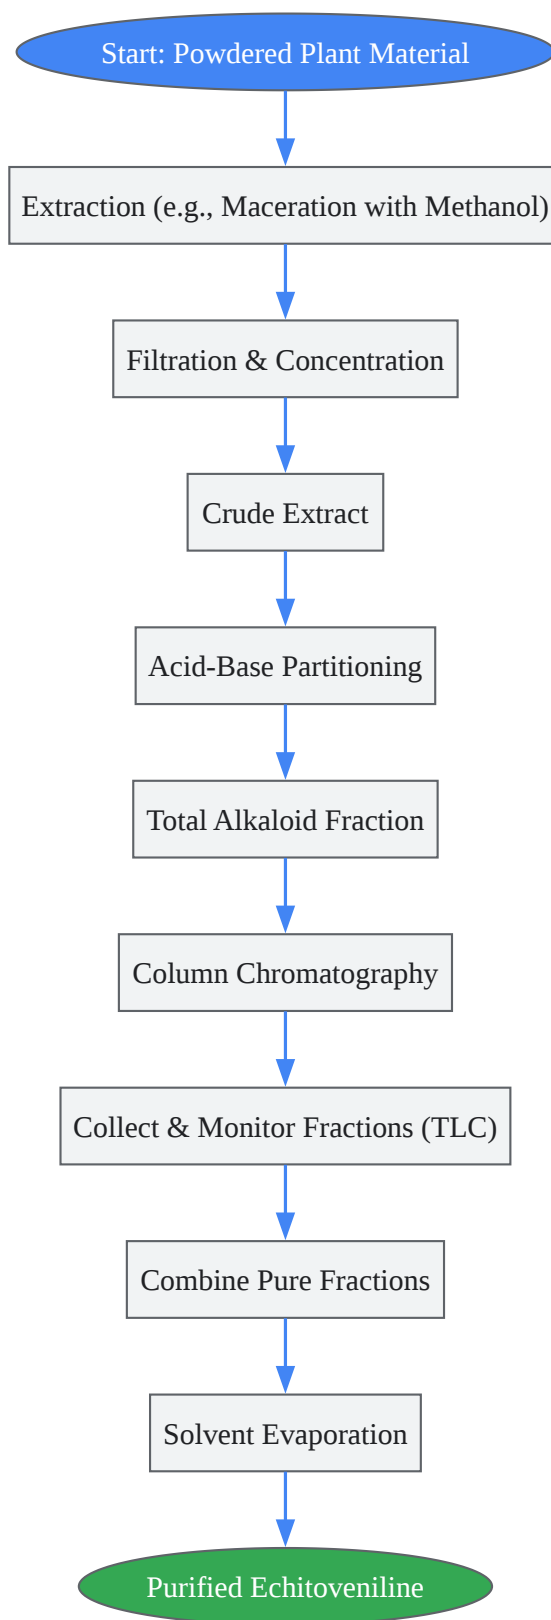 Start: Powdered Plant Material
Extraction (e.g., Maceration with Methanol)
Filtration & Concentration
Crude Extract
Acid-Base Partitioning
Total Alkaloid Fraction
Column Chromatography
Collect & Monitor Fractions (TLC)
Combine Pure Fractions
Solvent Evaporation
Purified Echitoveniline